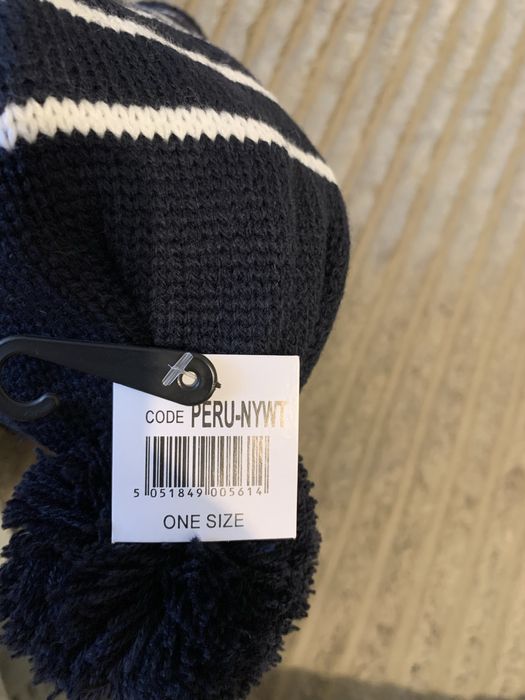 CODE PERU-NYWT
5 051849 005614
ONE SIZE